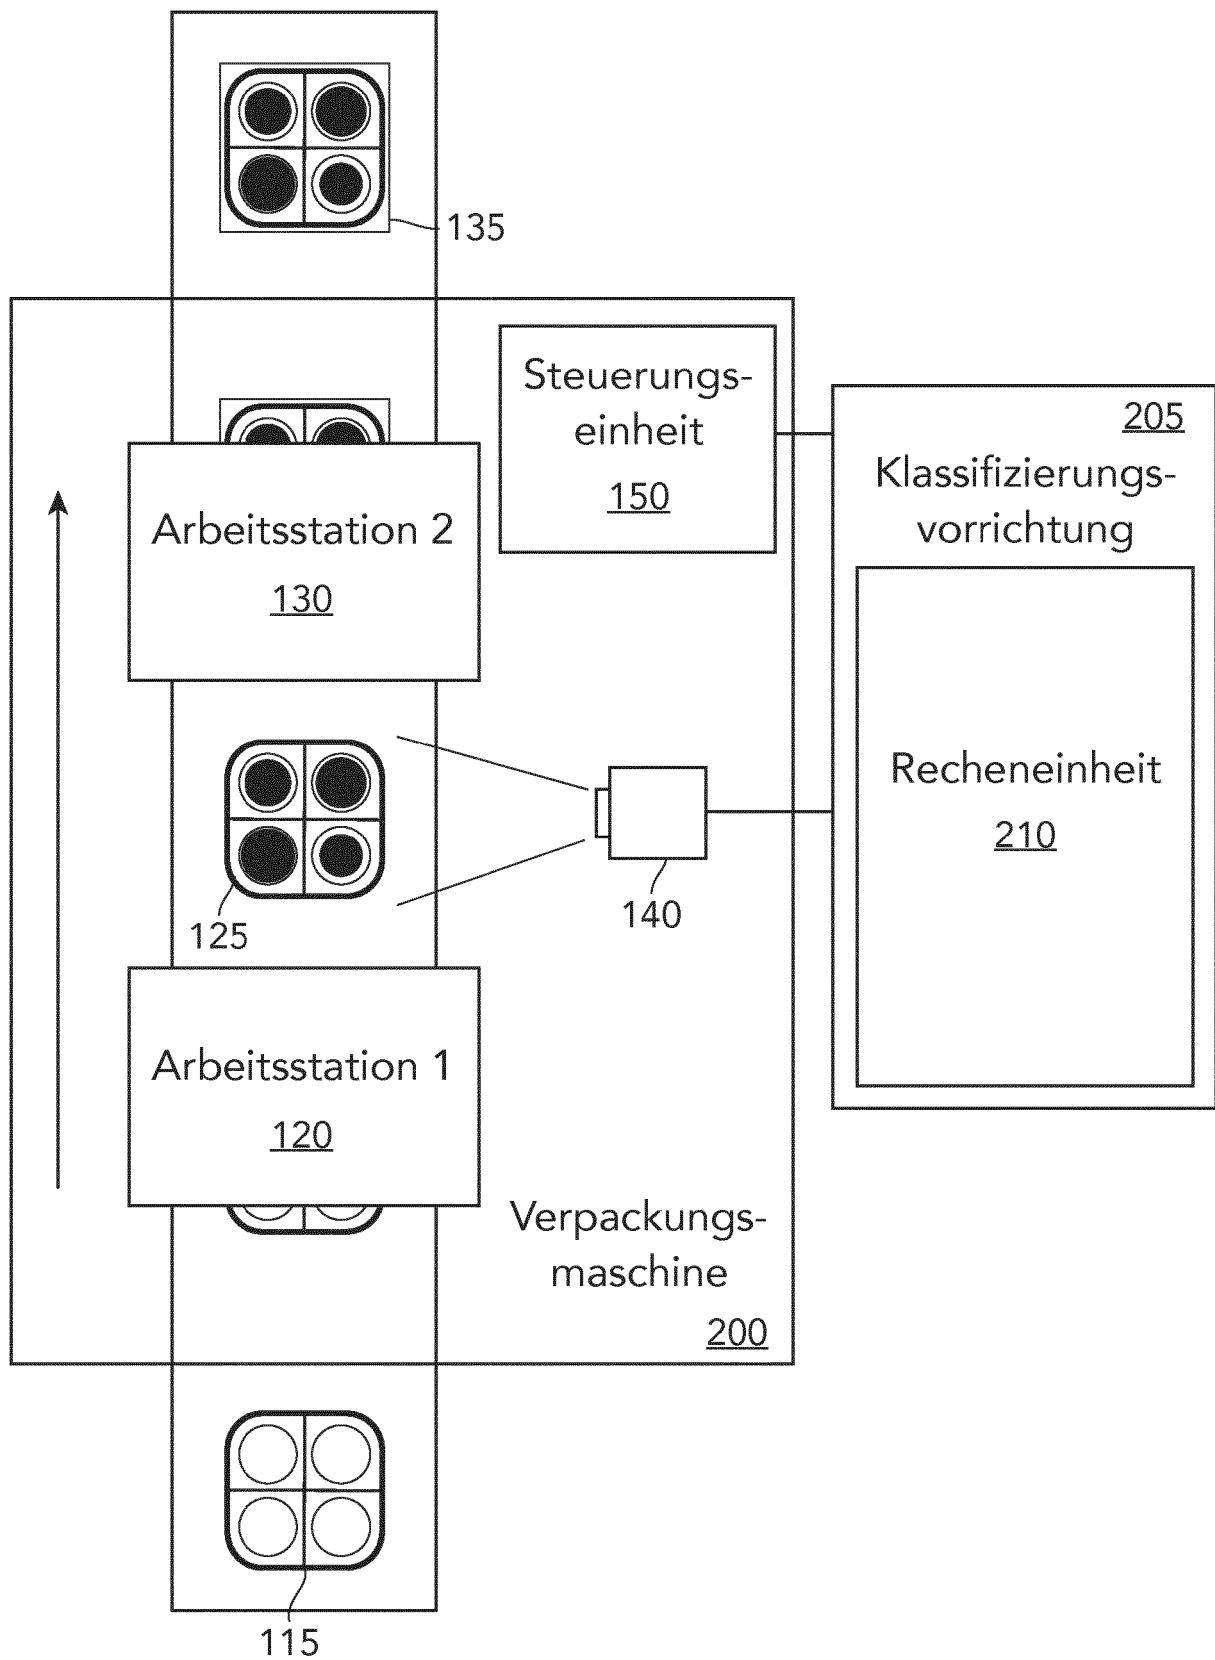 135
Steuerungs-
einheit
150
205
Klassifizierungs-
vorrichtung
Arbeitsstation 2
130
Recheneinheit
210
140
125
Arbeitsstation 1
120
Verpackungs-
maschine
200
115